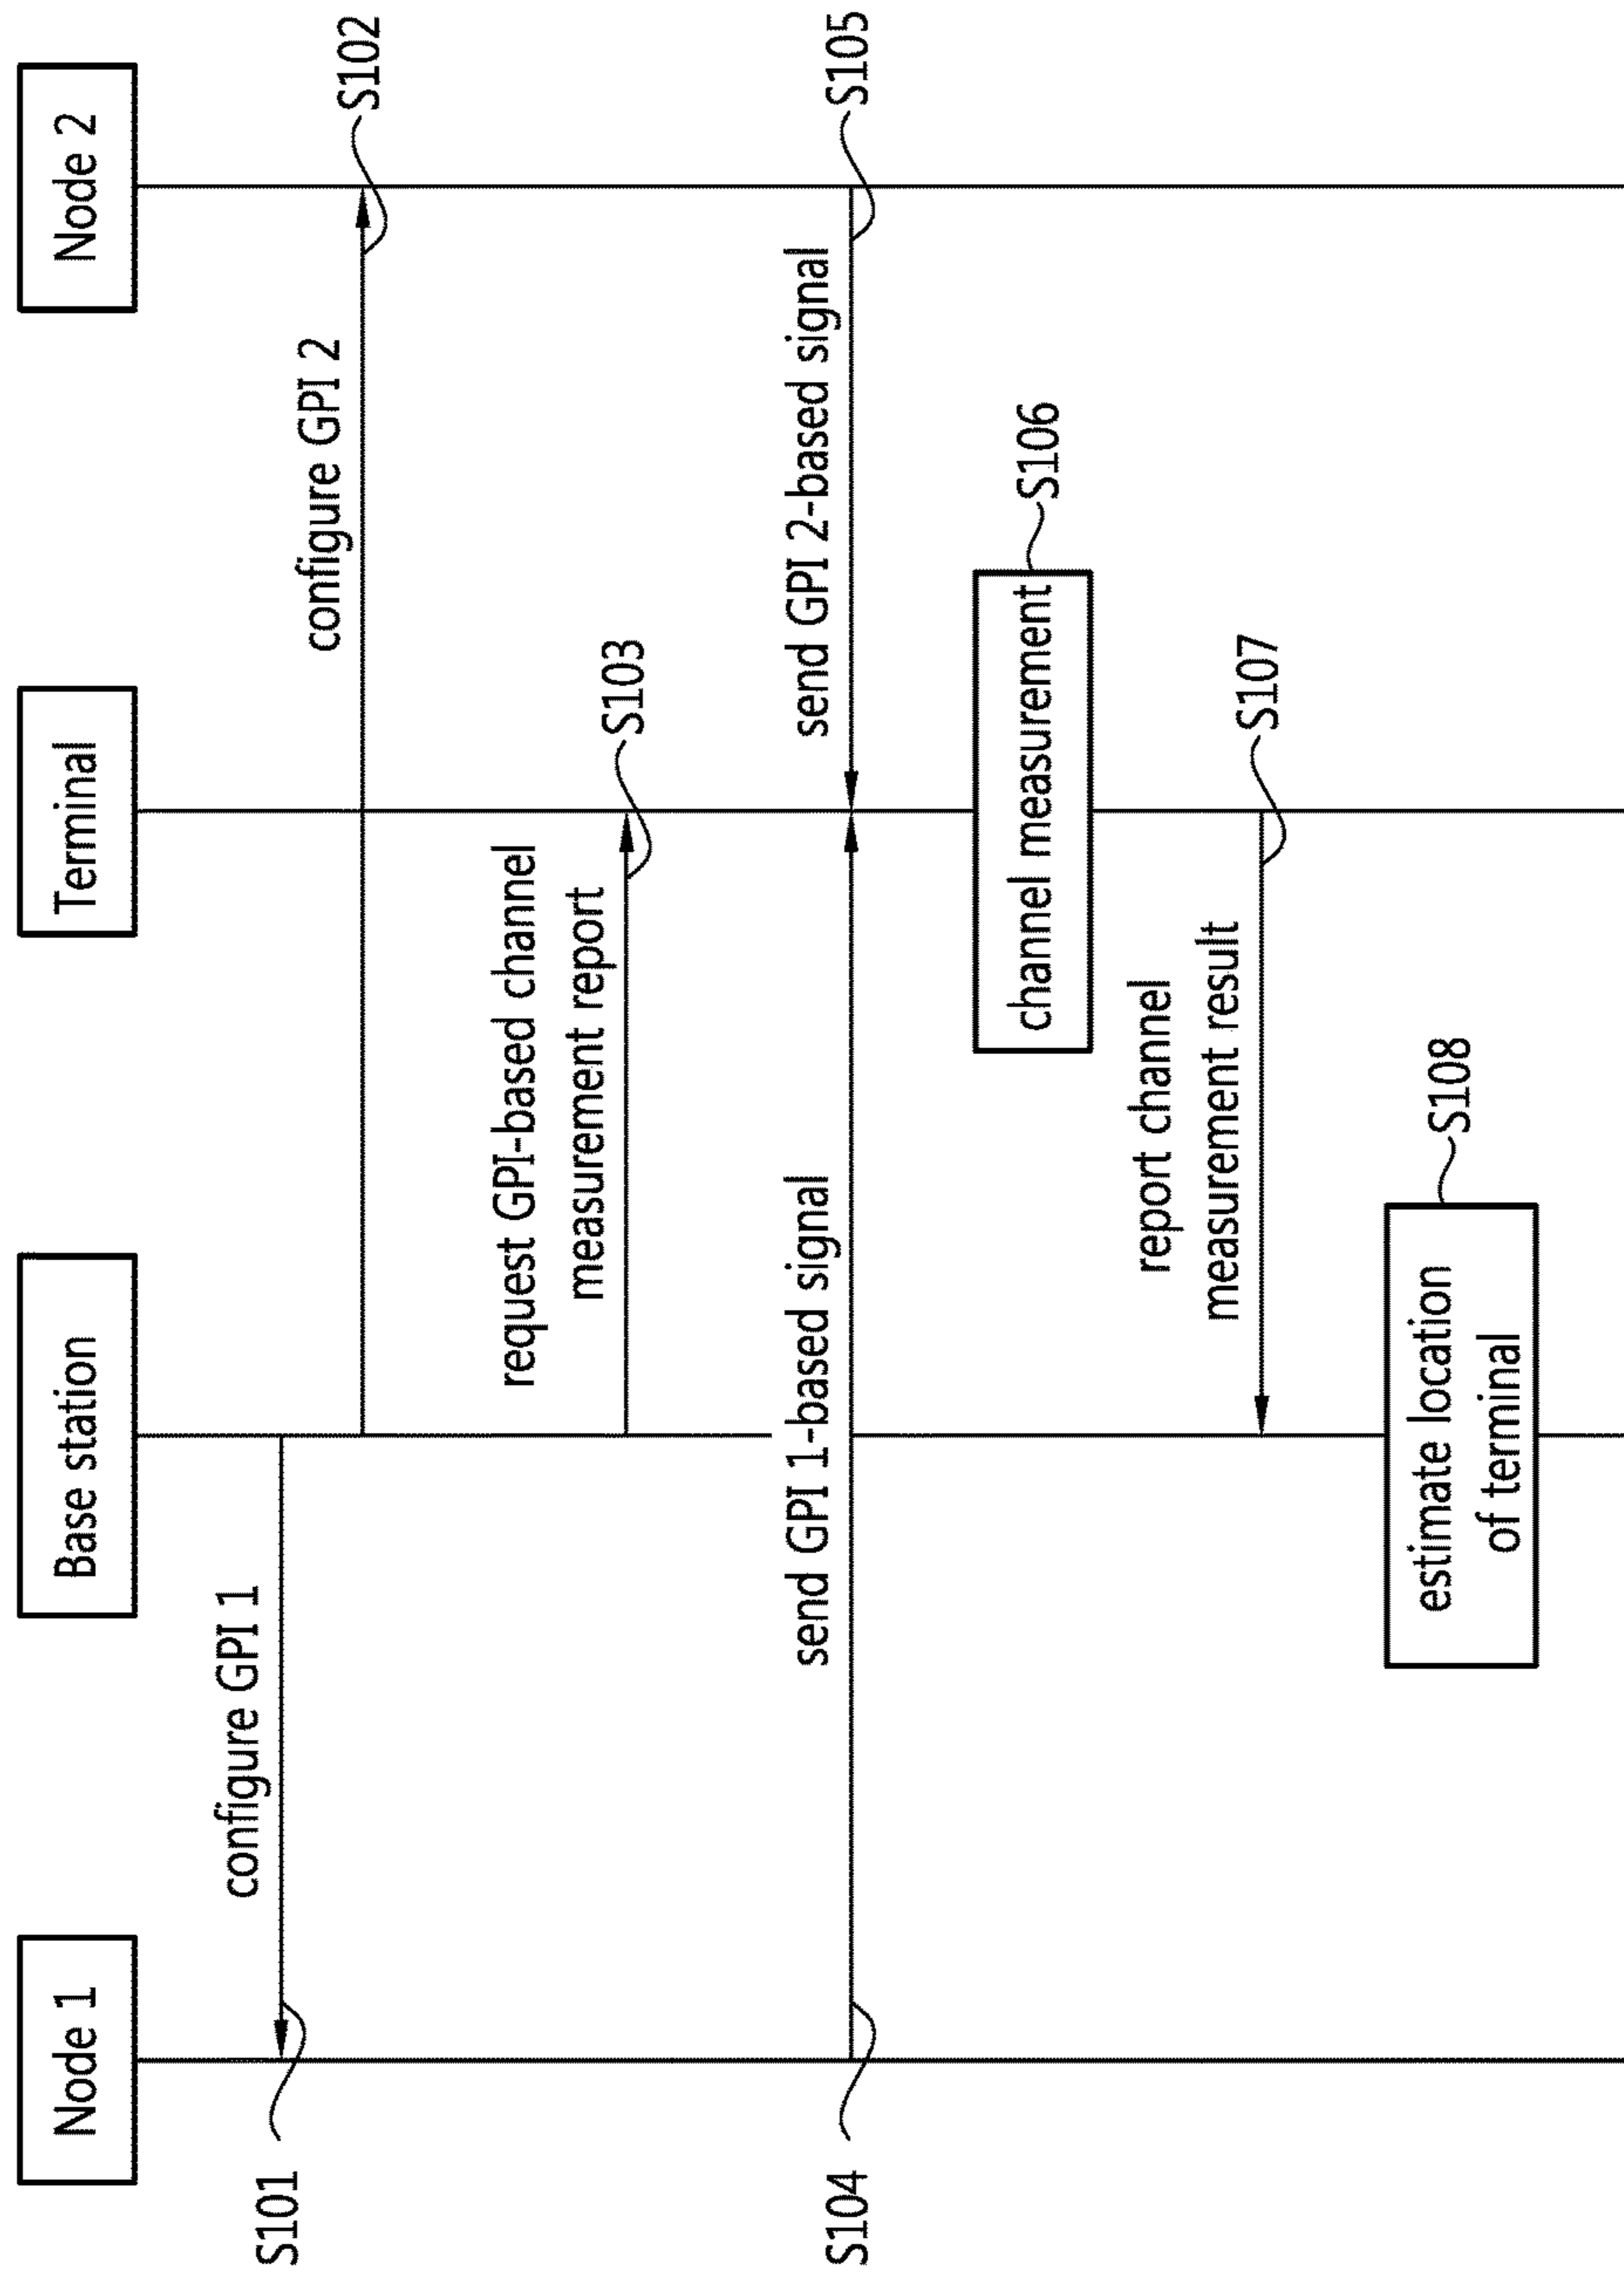 Node 1
Base station
Terminal
Node 2
configure GPI 1
S101
configure GPI 2
S102
request GPI-based channel
measurement report
S103
send GPI 1-based signal
S104
send GPI 2-based signal
S105
channel measurement
S106
report channel
measurement result
S107
estimate location
of terminal
S108